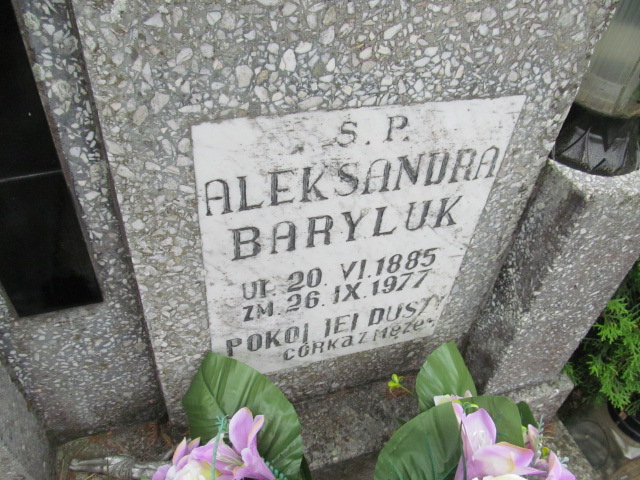 Ś. P.
ALEKSANDRA
BARYLUK
UR. 20. VI. 1885
ZM. 26. IX. 1977
POKÓJ JEJ DUSZY
CÓRKA Z MĘŻEM